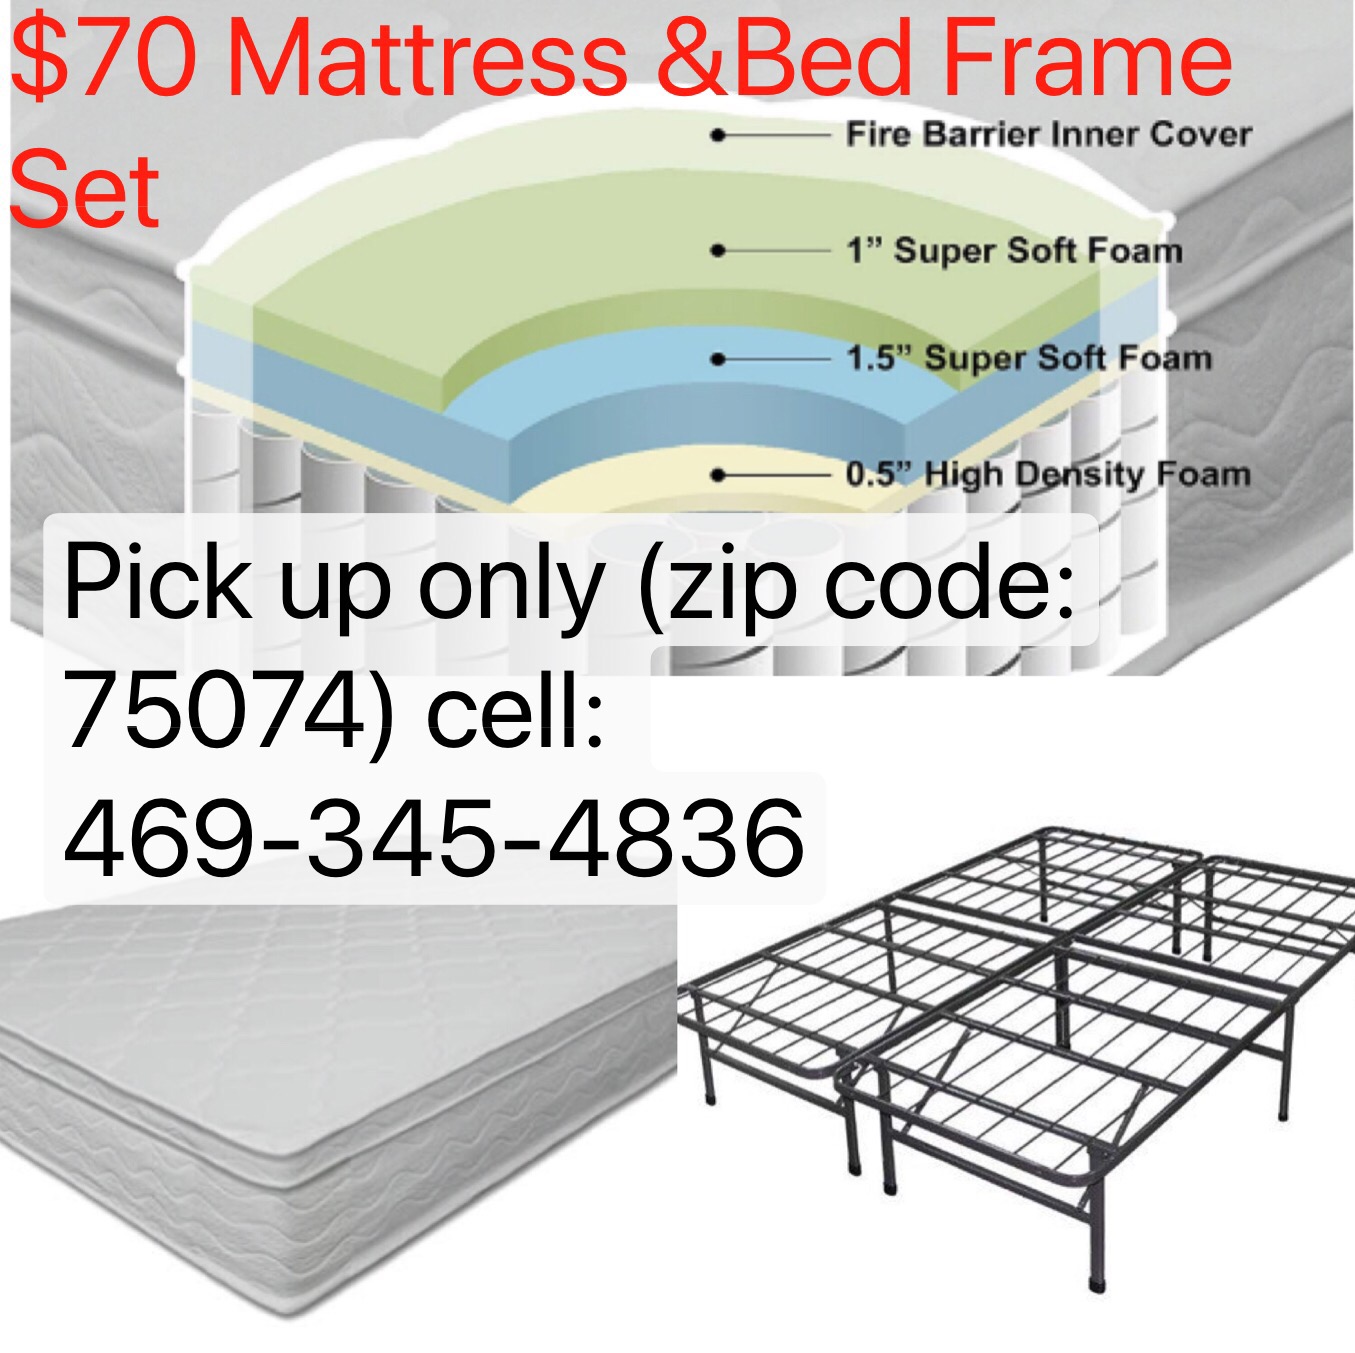 $70 Mattress &Bed Frame
Set
Fire Barrier Inner Cover
1” Super Soft Foam
1.5” Super Soft Foam
0.5” High Density Foam
Pick up only (zip code:
75074) cell:
469-345-4836